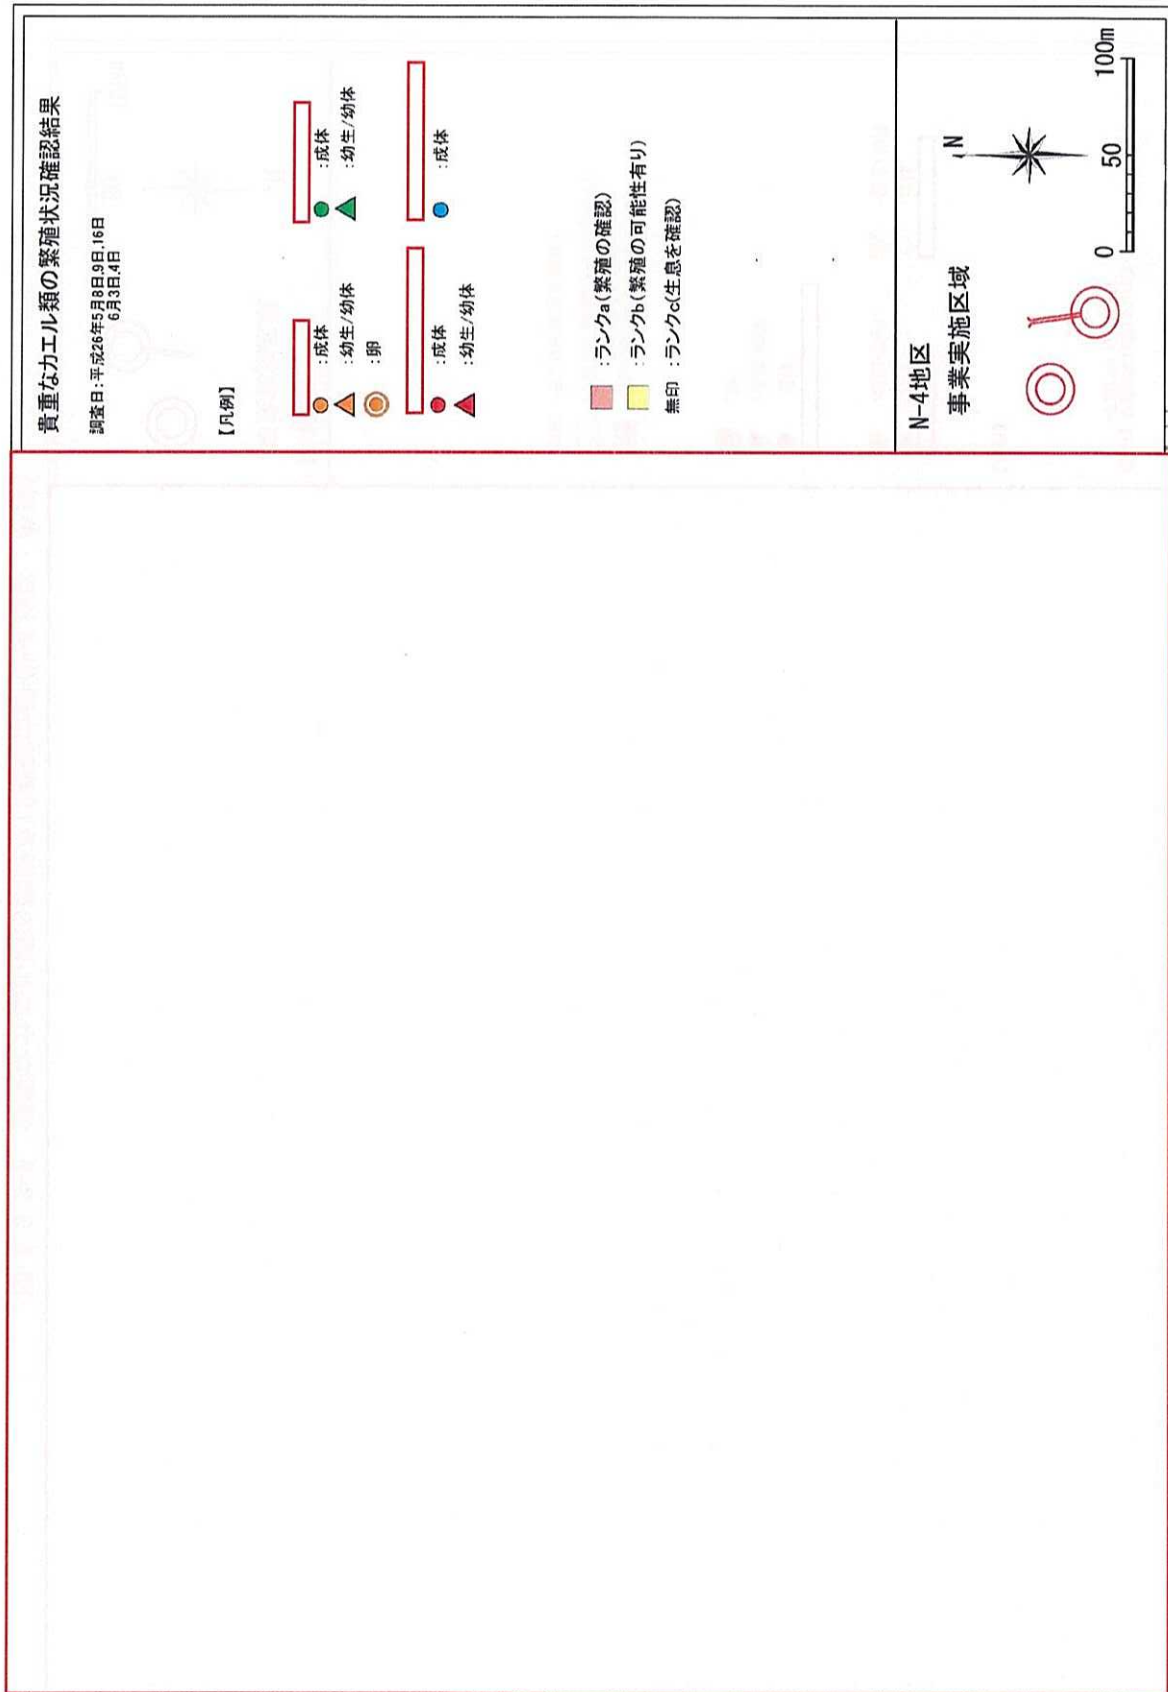 貴重なカエル類の繁殖状況確認結果
調査日:平成26年5月8日,9日,16日
6月3日,4日
【凡例】
:成体
:幼生/幼体
:卵
:成体
:幼生/幼体
:成体
:幼生/幼体
:成体
:ランクa(繁殖の確認)
:ランクb(繁殖の可能性有り)
無印 :ランクc(生息を確認)
N-4地区
事業実施区域
N
0 50 100m